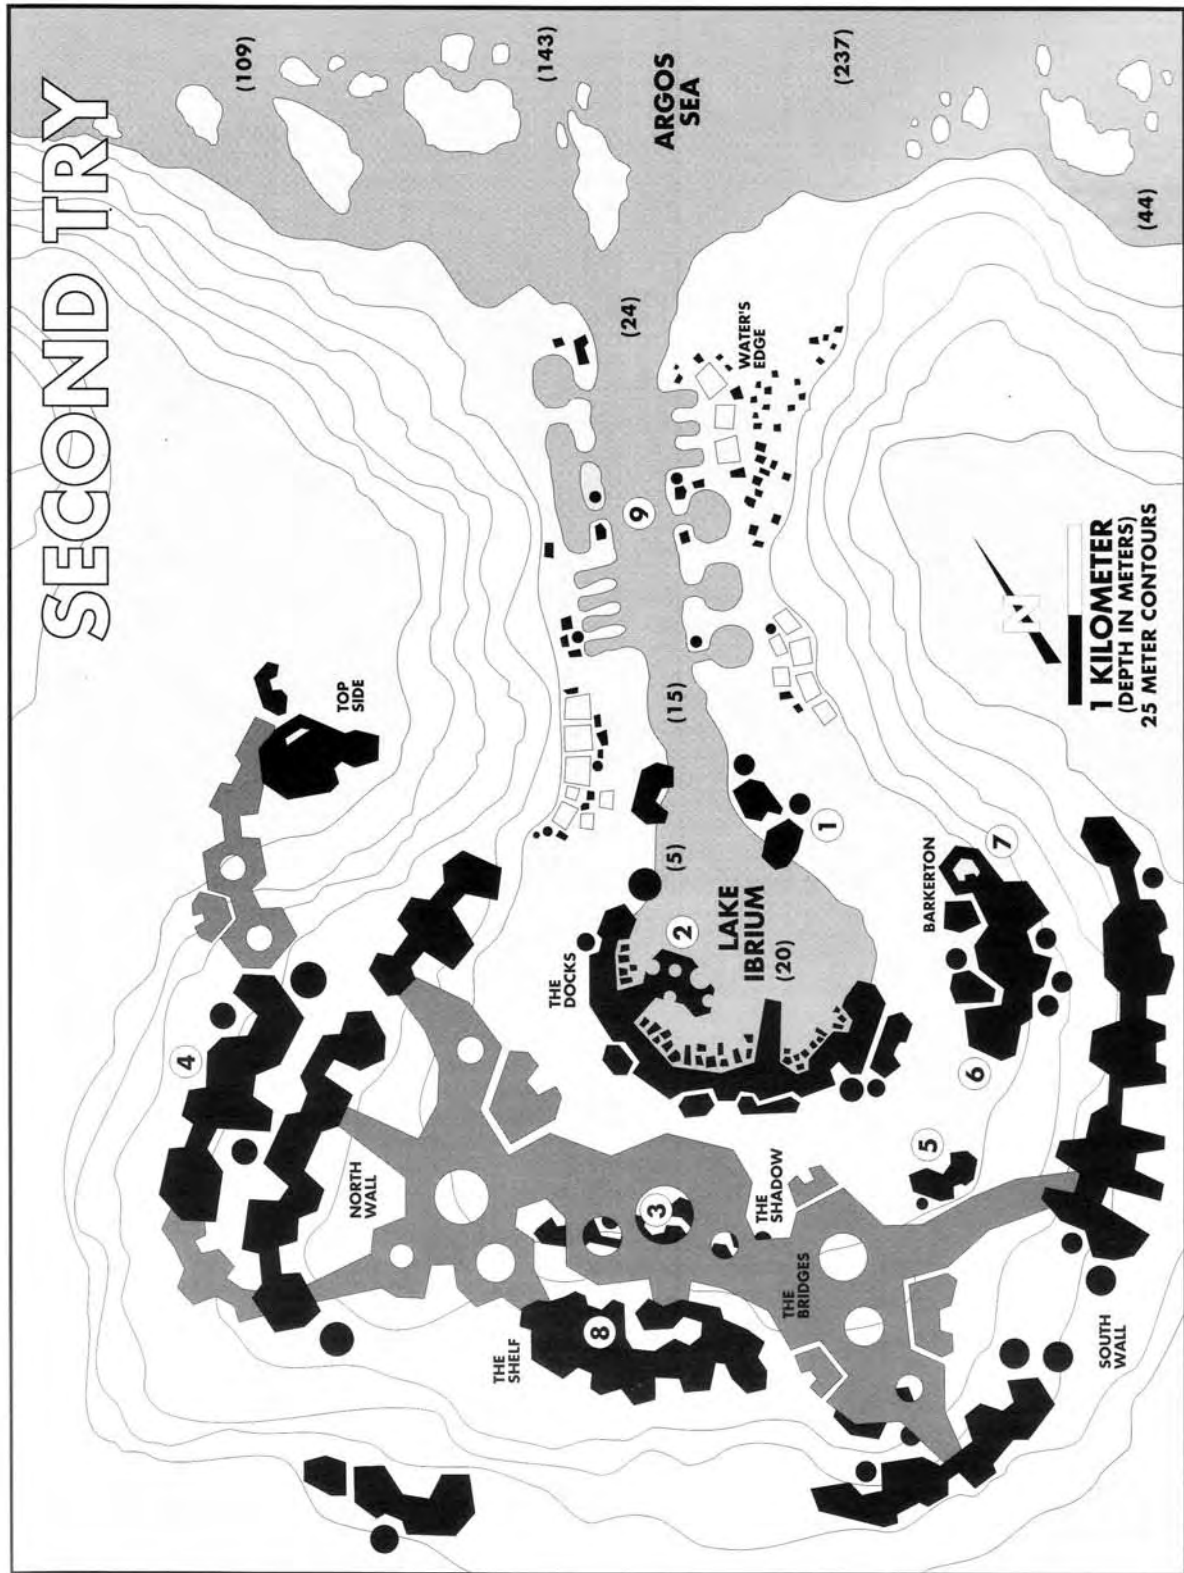 SECOND TRY
(109)
(143)
ARGOS
SEA
(237)
(44)
(24)
WATER'S
EDGE
9
TOP
SIDE
(15)
(5)
1
THE
DOCKS
2
LAKE
IBRIUM
(20)
BARKERTON
7
6
5
4
NORTH
WALL
3
THE
SHADOW
THE
BRIDGES
THE
SHELF
8
SOUTH
WALL
N
1 KILOMETER
(DEPTH IN METERS)
25 METER CONTOURS